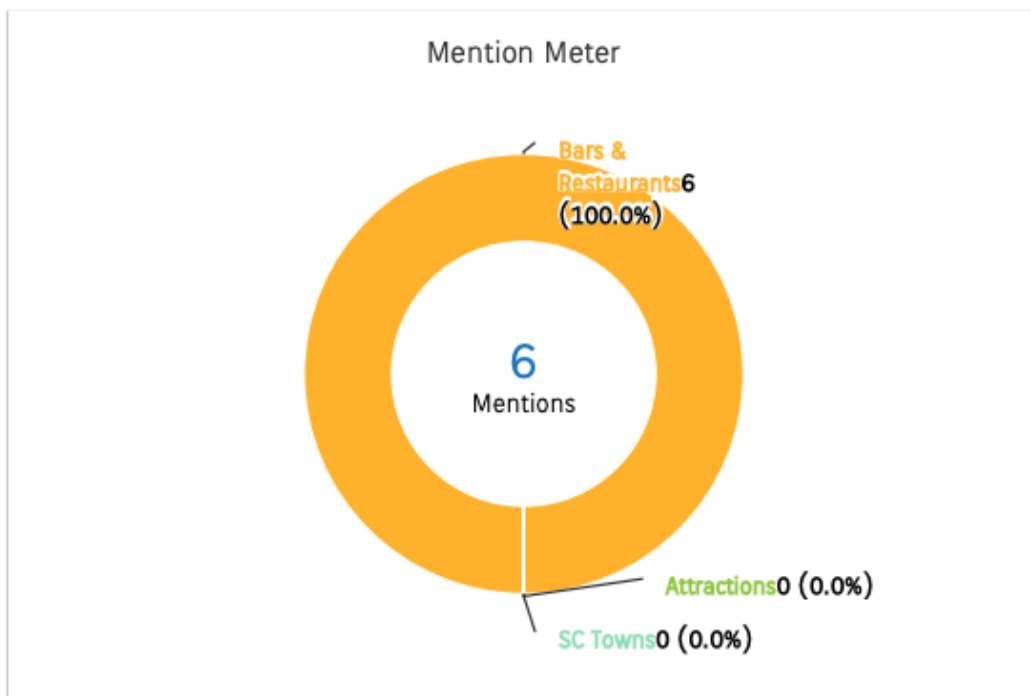 Mention Meter
Bars &
Restaurants6
(100.0%)
6
Mentions
Attractions0 (0.0%)
SC Towns0 (0.0%)